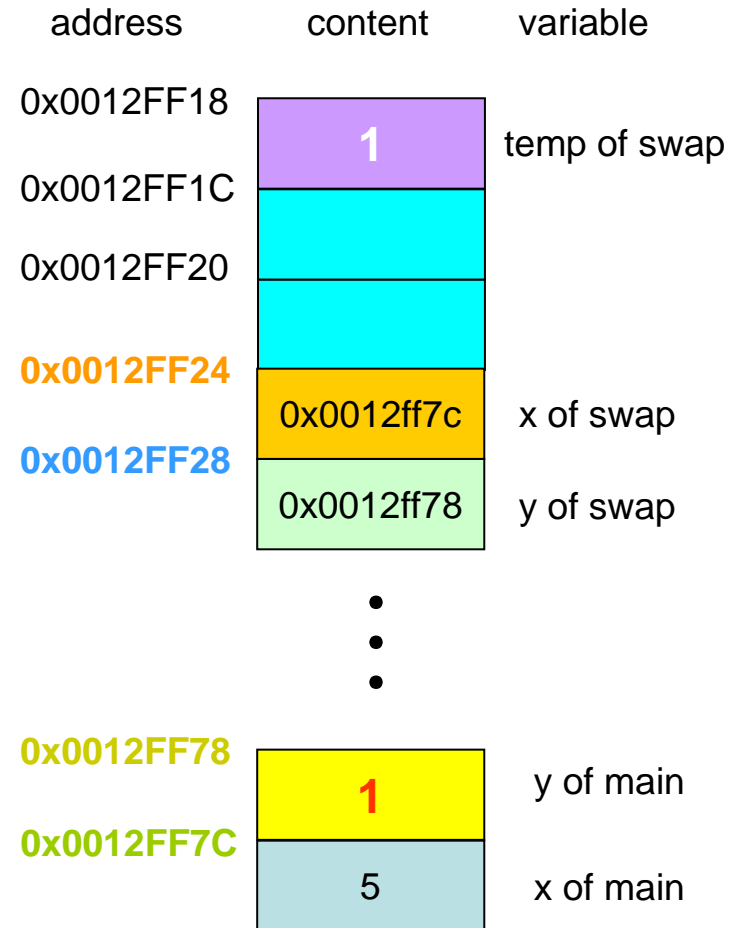 address content variable
0x0012FF18
1 temp of swap
0x0012FF1C
0x0012FF20
0x0012FF24
0x0012ff7c x of swap
0x0012FF28
0x0012ff78 y of swap
0x0012FF78
1 y of main
0x0012FF7C
5 x of main